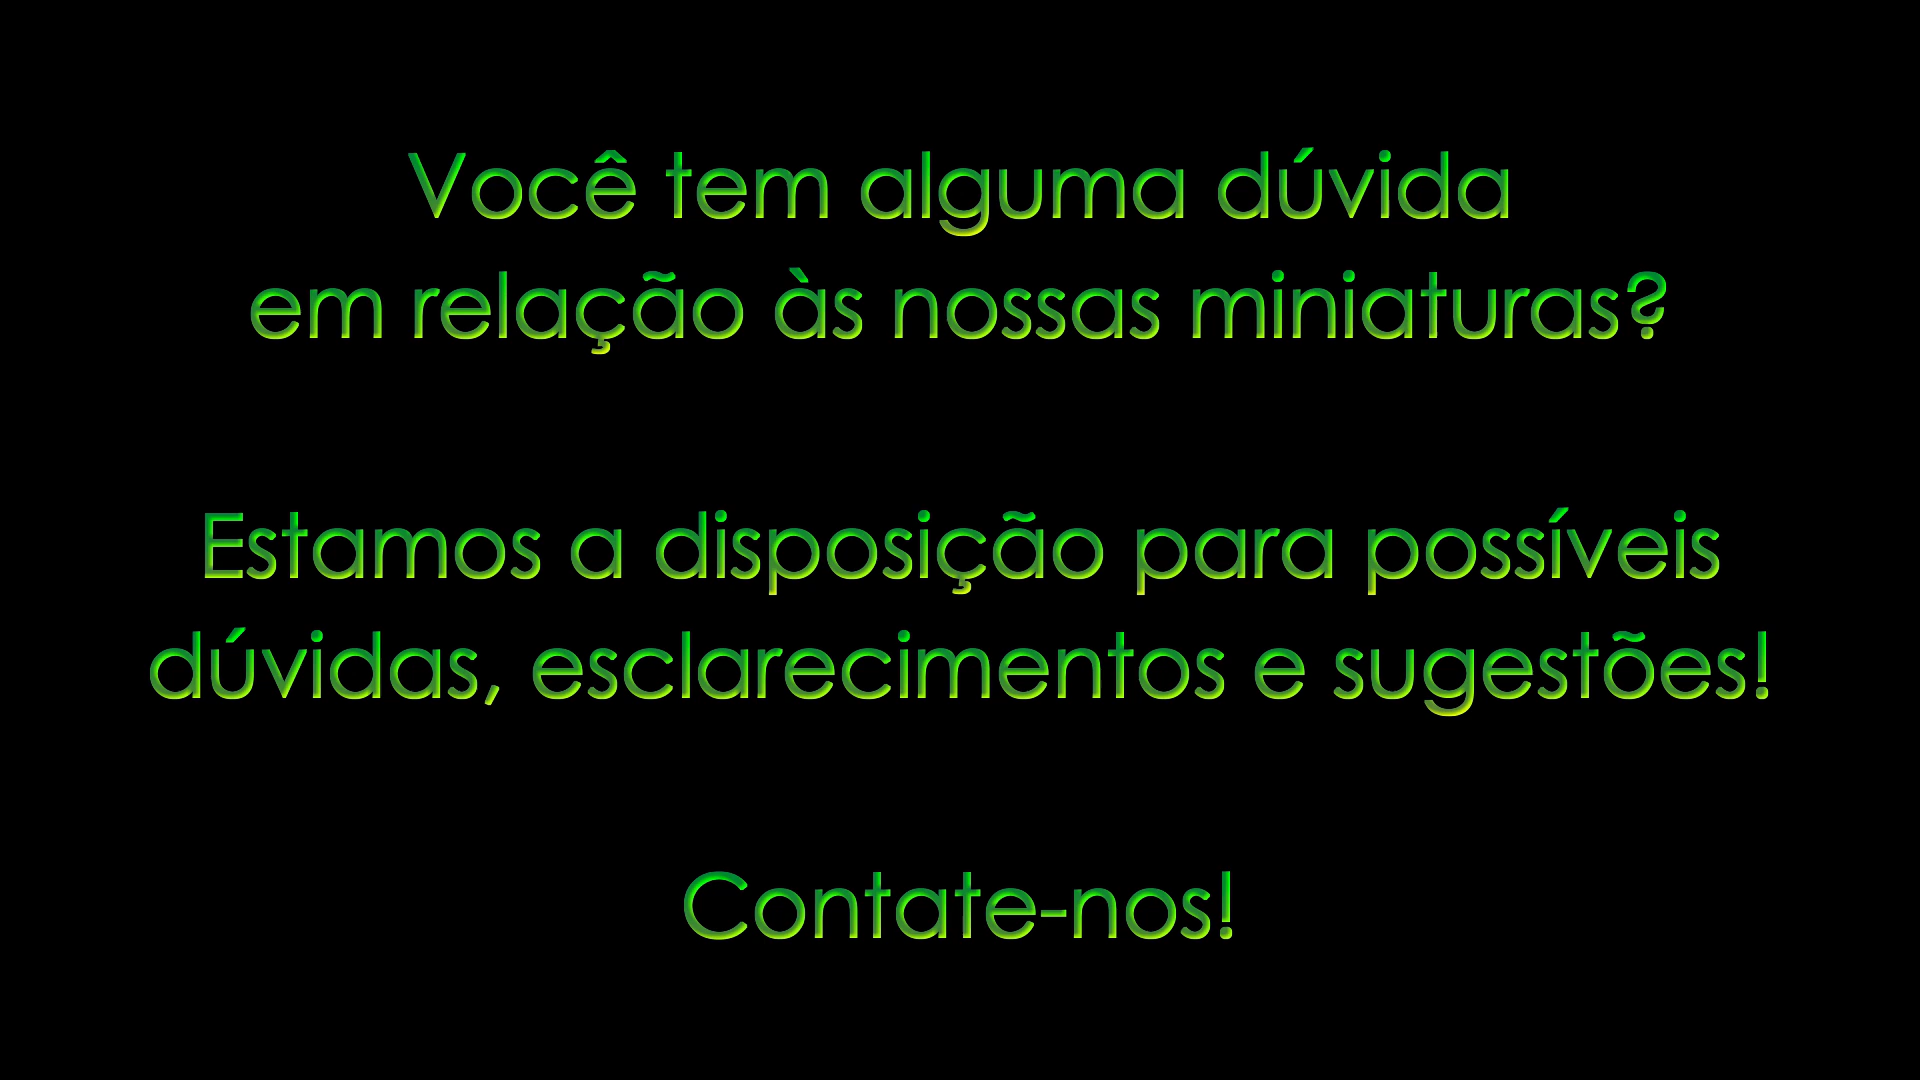 Você tem alguma dúvida
em relação às nossas miniaturas?
Estamos a disposição para possíveis
dúvidas, esclarecimentos e sugestões!
Contate-nos!